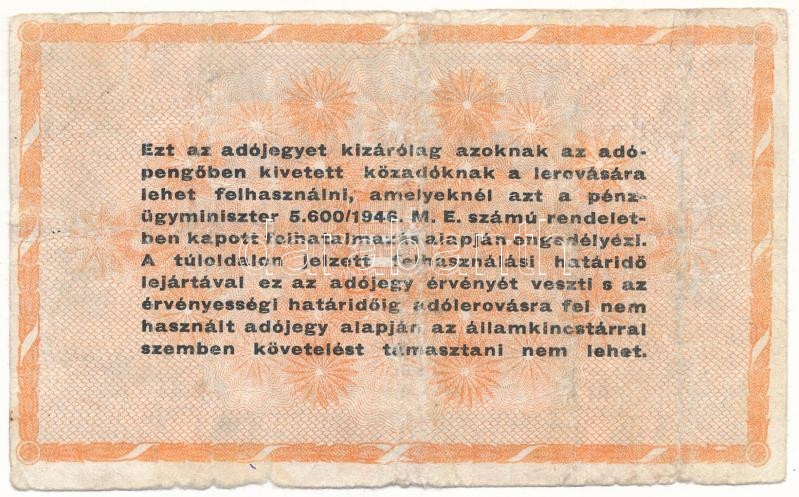 Ezt az adójegyet kizárólag azoknak az adó-
pengőben kivetett közadóknak a lerovására
lehet felhasználni, amelyeknél azt a pénz-
ügyminiszter 5.600/1946. M. E. számú rendelet-
ben kapott felhatalmazás alapján engedélyezi.
A túloldalon jelzett felhasználási határidő
lejártával ez az adójegy érvényét veszti s az
érvényességi határidőig adólerovásra fel nem
használt adójegy alapján az államkincstárral
szemben követelést támasztani nem lehet.